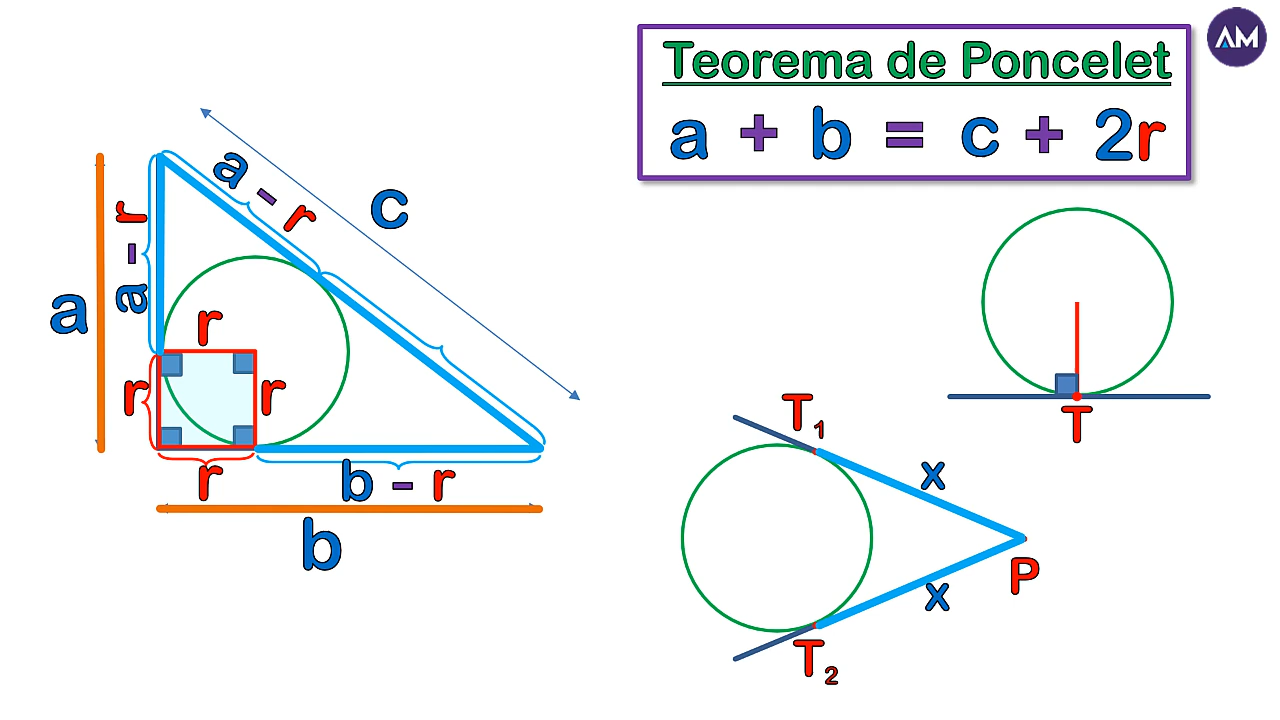 AM
Teorema de Poncelet
a + b = c + 2r
a - r
c
a - r
a
r
r
r
r
b - r
b
T
T1
x
P
x
T2